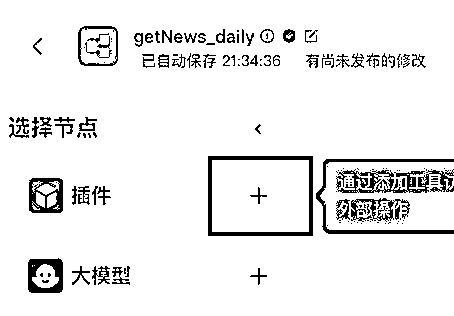 getNews_daily
已自动保存 21:34:36 有尚未发布的修改
选择节点
插件
通过添加工具访
外部操作
大模型